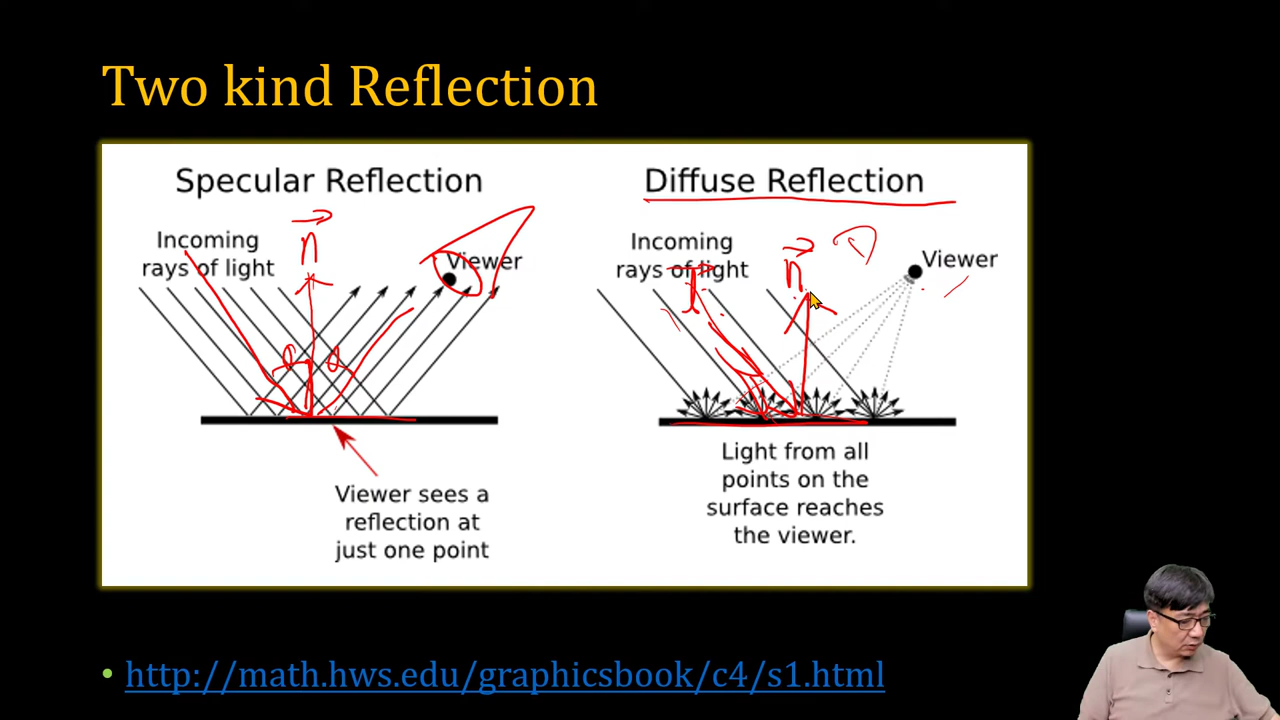 Two kind Reflection
Specular Reflection
n
Incoming
rays of light
Viewer
θ θ
Viewer sees a
reflection at
just one point
Diffuse Reflection
Incoming
rays of light
n
Viewer
Light from all
points on the
surface reaches
the viewer.
• http://math.hws.edu/graphicsbook/c4/s1.html